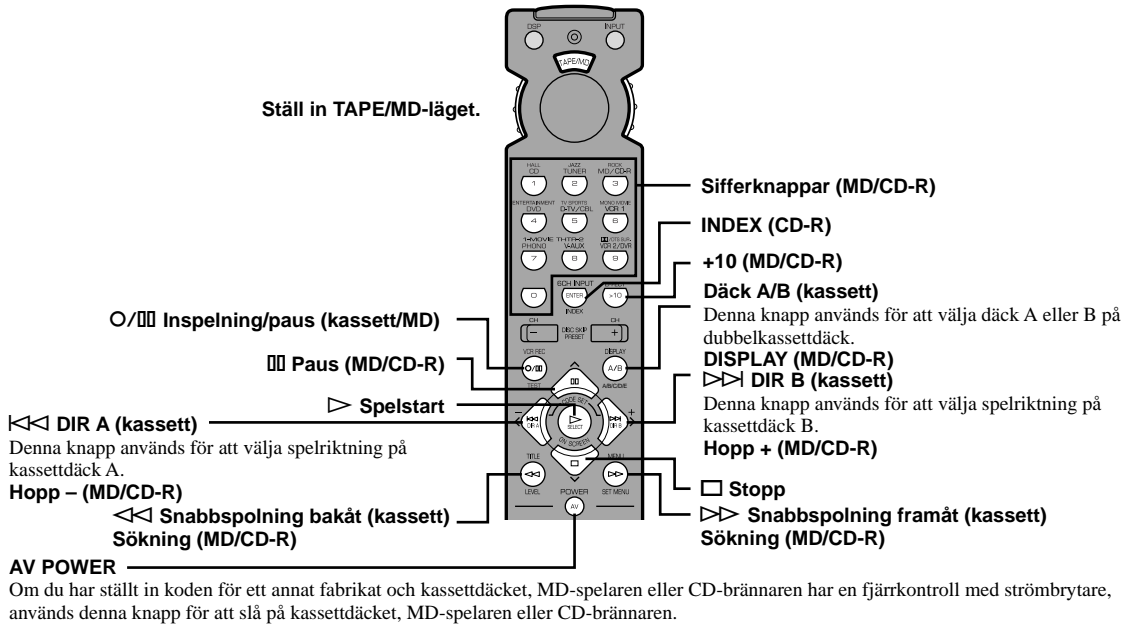 DSP
INPUT
TAPE/MD
Ställ in TAPE/MD-läget.
HALL JAZZ ROCK
CD TUNER MD/CD-R
1 2 3
ENTERTAINMENT TV SPORTS MONO MOVIE
DVD D-TV/CBL VCR 1
4 5 6
1-MOVIE THTR-2
PHONO V-AUX VCR 2/DVR
7 8 9
6CH INPUT EFFECT
0 ENTER >10
INDEX
CH CH
– DISC SKIP +
PRESET
VCR REC DISPLAY
O/▯▯ A/B
TEST A/B/C/D/E
▯▯
CODE SET
– +
DIR A SELECT DIR B
ON SCREEN
TITLE MENU
LEVEL SET MENU
POWER
AV
Sifferknappar (MD/CD-R)
INDEX (CD-R)
+10 (MD/CD-R)
Däck A/B (kassett)
Denna knapp används för att välja däck A eller B på
dubbelkassettdäck.
DISPLAY (MD/CD-R)
▷▷| DIR B (kassett)
Denna knapp används för att välja spelriktning på
kassettdäck B.
Hopp + (MD/CD-R)
O/▯▯ Inspelning/paus (kassett/MD)
▯▯ Paus (MD/CD-R)
▷ Spelstart
|◁◁ DIR A (kassett)
Denna knapp används för att välja spelriktning på
kassettdäck A.
Hopp – (MD/CD-R)
◁◁ Snabbspolning bakåt (kassett)
Sökning (MD/CD-R)
□ Stopp
▷▷ Snabbspolning framåt (kassett)
Sökning (MD/CD-R)
AV POWER
Om du har ställt in koden för ett annat fabrikat och kassettdäcket, MD-spelaren eller CD-brännaren har en fjärrkontroll med strömbrytare,
används denna knapp för att slå på kassettdäcket, MD-spelaren eller CD-brännaren.